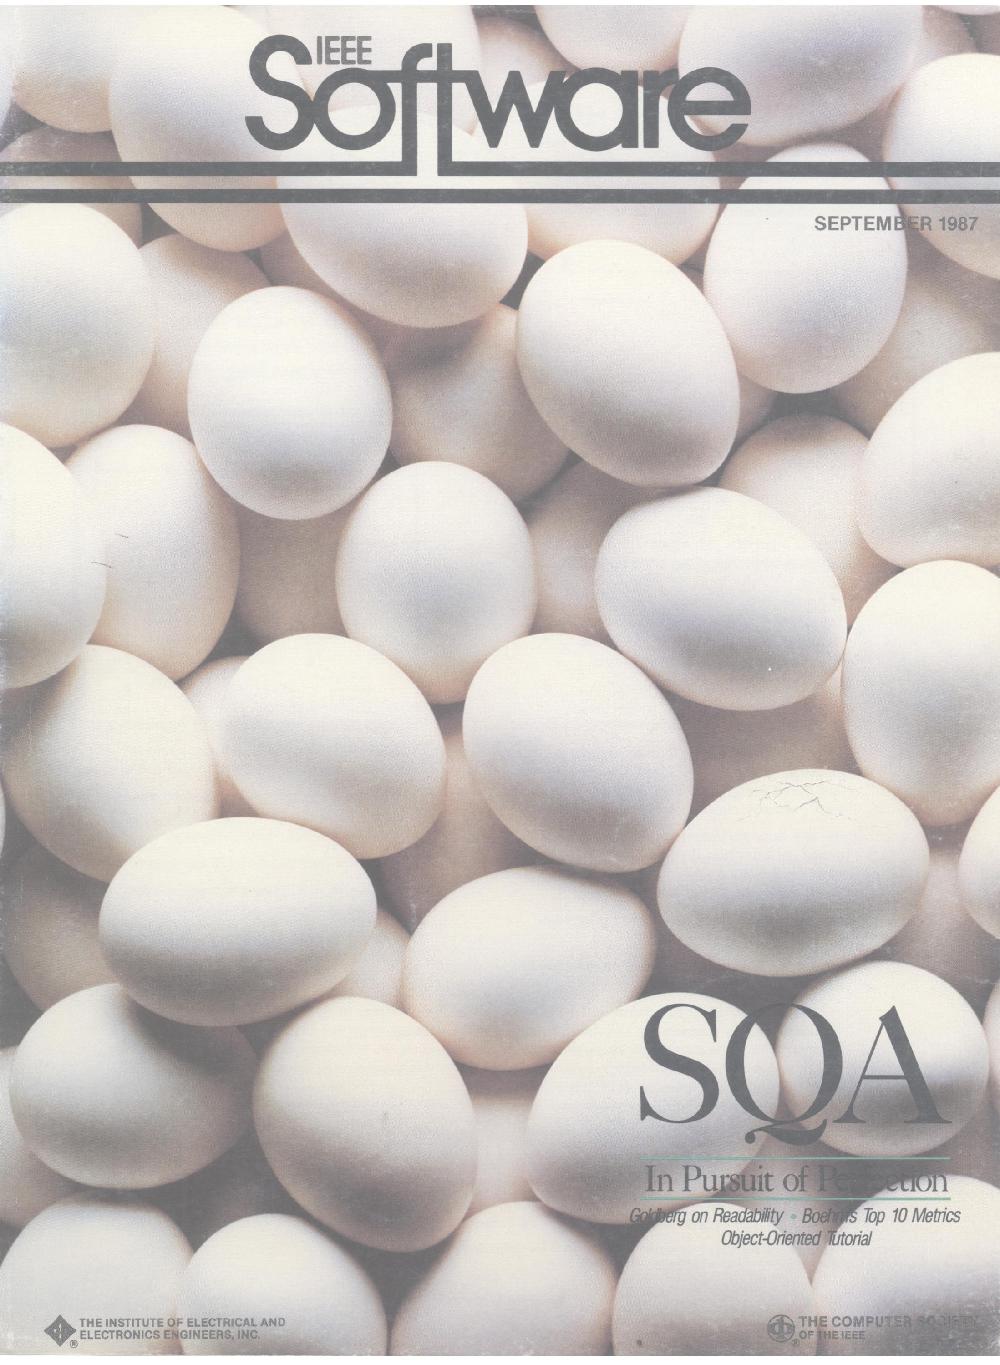 IEEE
Software
SEPTEMBER 1987
SQA
In Pursuit of Perfection
Goldberg on Readability • Boehm's Top 10 Metrics
Object-Oriented Tutorial
THE INSTITUTE OF ELECTRICAL AND
ELECTRONICS ENGINEERS, INC.
®
THE COMPUTER SOCIETY
OF THE IEEE
®